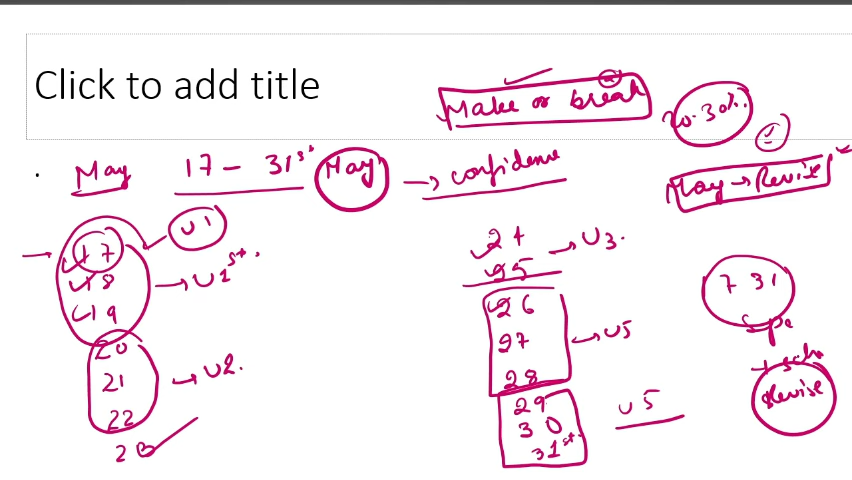 Click to add title
Make or break
20-30%.
May 17 - 31st May → confidence
May → Revise
17 U1
18 → U1st.
19
20
21 → U2.
22
23
24
25 → U3.
26
27 → U5
28
29 U5
30
31st.
7 31
Revise